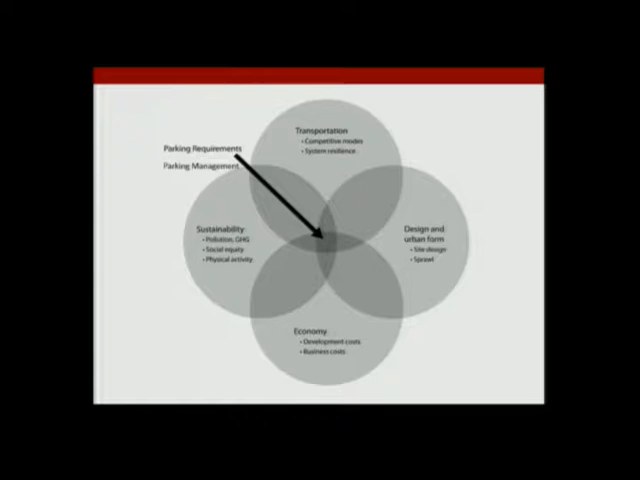 Transportation
• Competitive modes
• System resilience
Parking Requirements
Parking Management
Sustainability
• Pollution, GHG
• Social equity
• Physical activity
Design and
urban form
• Site design
• Sprawl
Economy
• Development costs
• Business costs